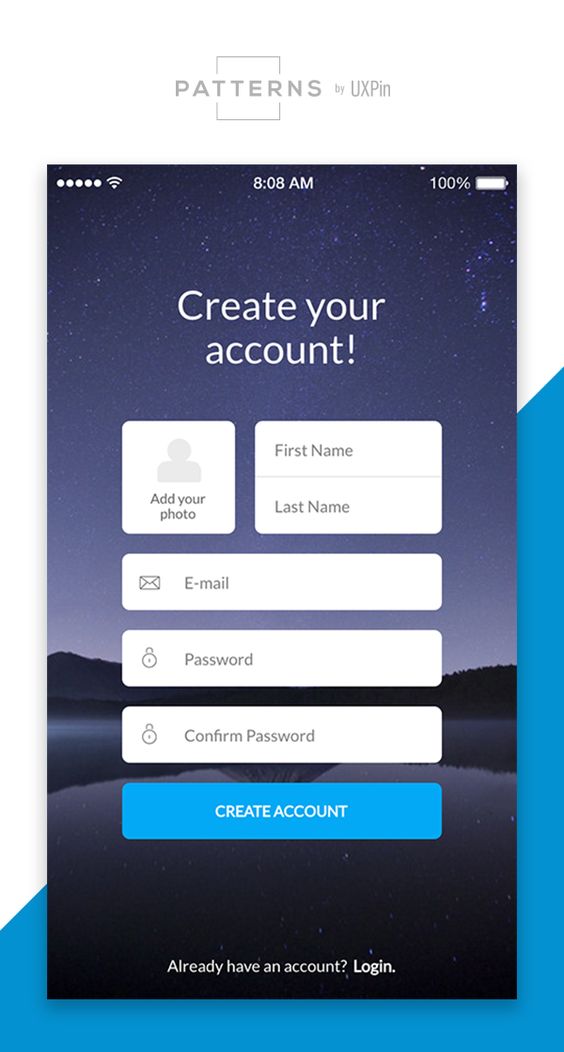 PATTERNS by UXPin
8:08 AM 100%
Create your
account!
First Name
Add your
photo
Last Name
E-mail
Password
Confirm Password
CREATE ACCOUNT
Already have an account? Login.